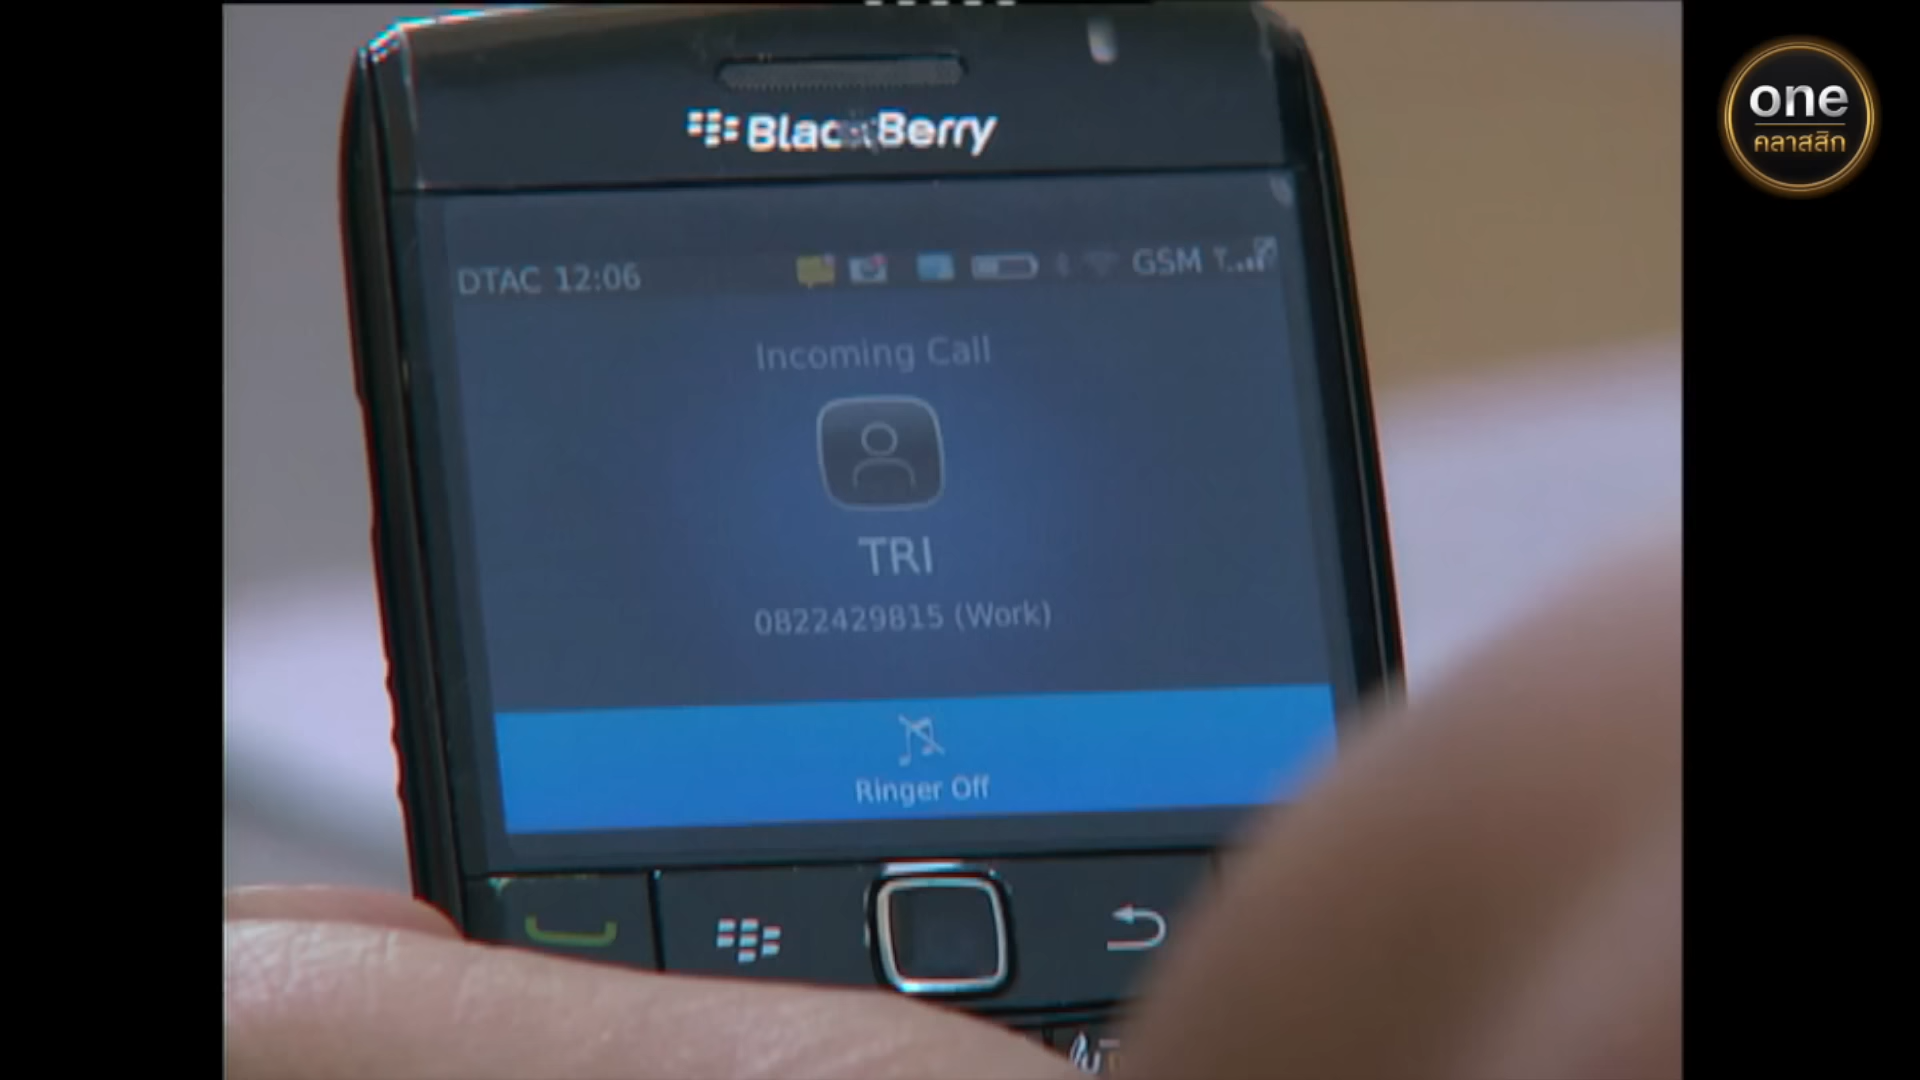 BlackBerry
one
คลาสสิก
DTAC 12:06
GSM
Incoming Call
TRI
0822429815 (Work)
Ringer Off